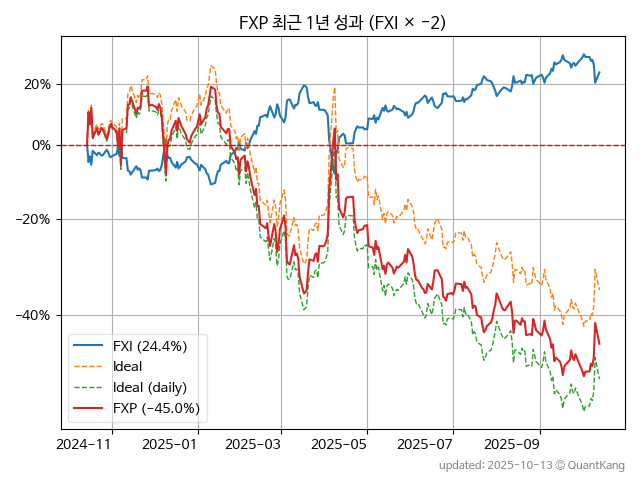 FXP 최근 1년 성과 (FXI × −2)
20%
0%
−20%
−40%
FXI (24.4%)
Ideal
Ideal (daily)
FXP (−45.0%)
2024-11
2025-01
2025-03
2025-05
2025-07
2025-09
updated: 2025-10-13 © QuantKang